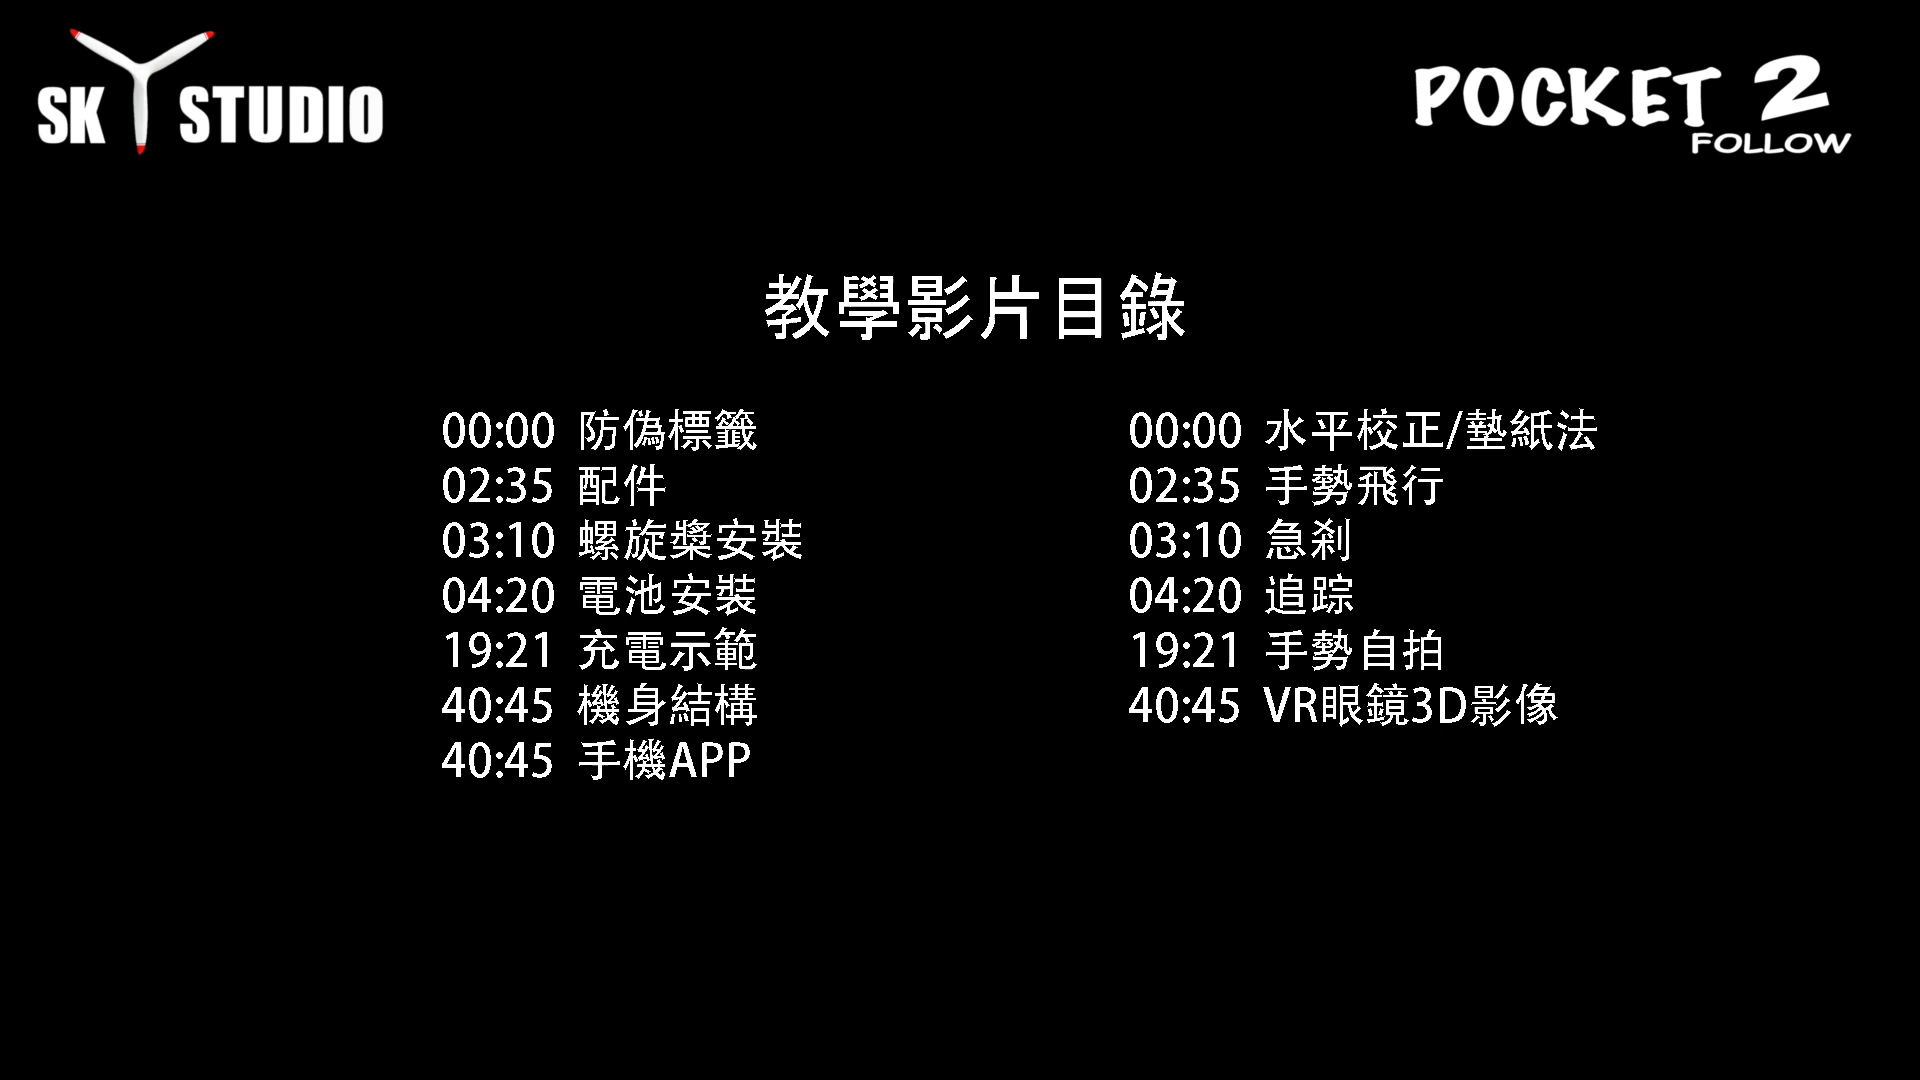 SKY STUDIO
POCKET 2
FOLLOW
教學影片目錄
00:00 防偽標籤
02:35 配件
03:10 螺旋槳安裝
04:20 電池安裝
19:21 充電示範
40:45 機身結構
40:45 手機APP
00:00 水平校正/墊紙法
02:35 手勢飛行
03:10 急剎
04:20 追踪
19:21 手勢自拍
40:45 VR眼鏡3D影像